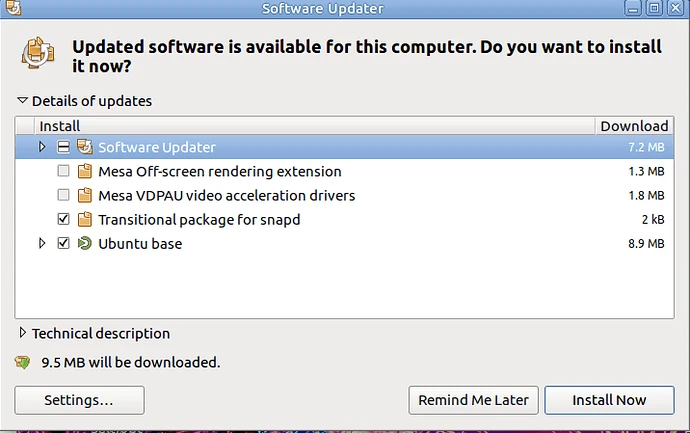 Software Updater
Updated software is available for this computer. Do you want to install
it now?
Details of updates
Install Download
Software Updater 7.2 MB
Mesa Off-screen rendering extension 1.3 MB
Mesa VDPAU video acceleration drivers 1.8 MB
Transitional package for snapd 2 kB
Ubuntu base 8.9 MB
Technical description
9.5 MB will be downloaded.
Settings... Remind Me Later Install Now